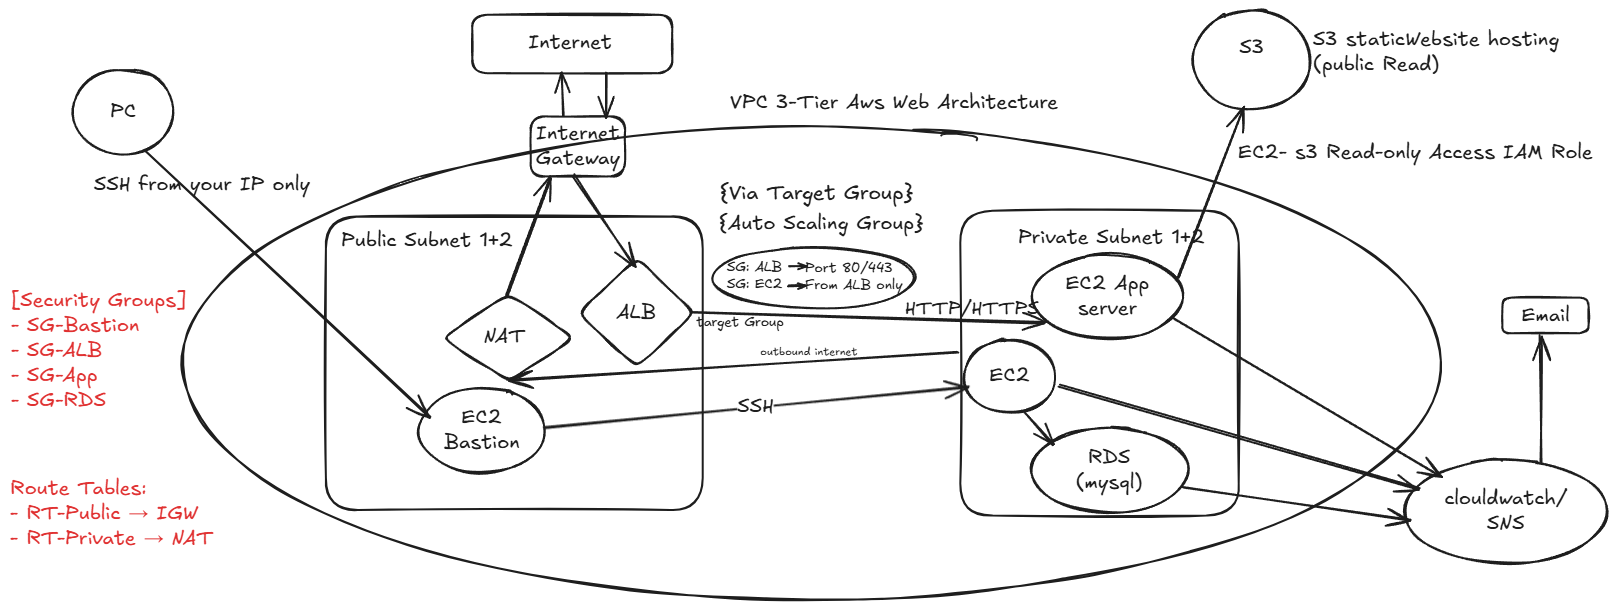 Internet
S3
S3 staticWebsite hosting
(public Read)
PC
VPC 3-Tier Aws Web Architecture
Internet
Gateway
EC2- s3 Read-only Access IAM Role
SSH from your IP only
{Via Target Group}
{Auto Scaling Group}
Public Subnet 1+2
Private Subnet 1+2
SG: ALB → Port 80/443
SG: EC2 → From ALB only
EC2 App
server
[Security Groups]
- SG-Bastion
- SG-ALB
- SG-App
- SG-RDS
NAT
ALB
HTTP/HTTPS
target Group
Email
outbound internet
EC2
SSH
EC2
Bastion
RDS
(mysql)
clouldwatch/
SNS
Route Tables:
- RT-Public → IGW
- RT-Private → NAT